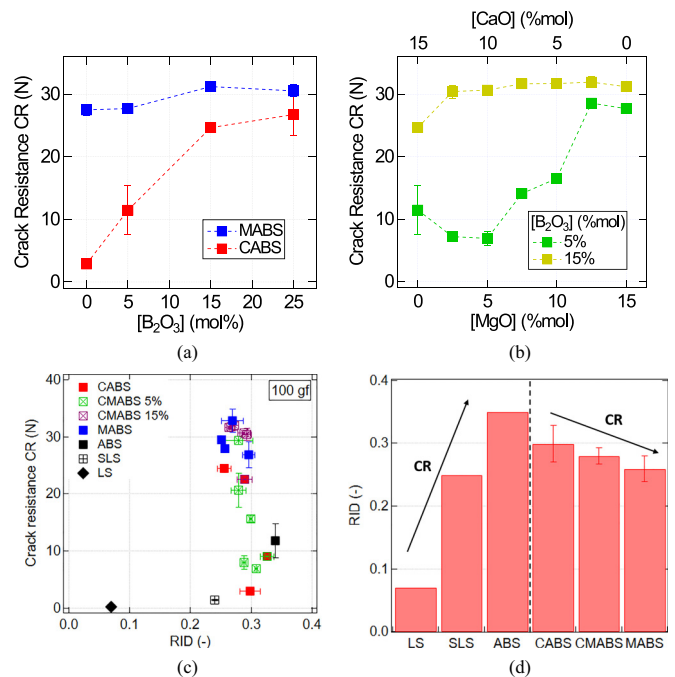 (a)
Crack Resistance CR (N)
30
20
10
0
MABS
CABS
0 5 10 15 20 25
[B₂O₃] (mol%)
(b)
[CaO] (%mol)
15 10 5 0
Crack Resistance CR (N)
30
20
10
0
[B₂O₃] (%mol)
5%
15%
0 5 10 15
[MgO] (%mol)
(c)
Crack resistance CR (N)
40
30
20
10
0
CABS
CMABS 5%
CMABS 15%
MABS
ABS
SLS
LS
100 gf
0.0 0.1 0.2 0.3 0.4
RID (-)
(d)
RID (-)
0.4
0.3
0.2
0.1
0.0
CR
CR
LS SLS ABS CABS CMABS MABS